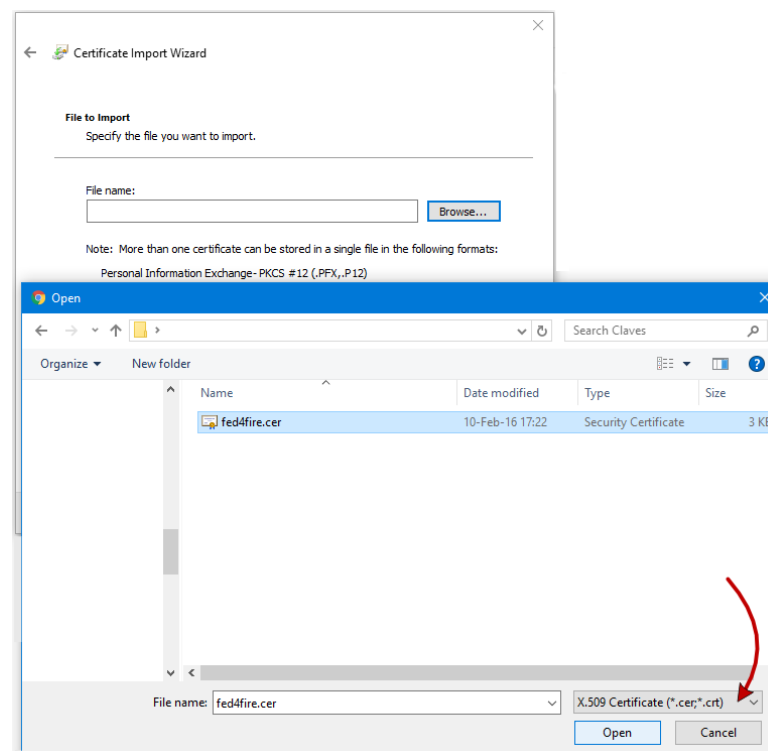 Certificate Import Wizard
File to Import
Specify the file you want to import.
File name:
Browse...
Note: More than one certificate can be stored in a single file in the following formats:
Personal Information Exchange- PKCS #12 (.PFX,.P12)
Open
Search Claves
Organize
New folder
Name Date modified Type Size
fed4fire.cer 10-Feb-16 17:22 Security Certificate 3 KB
File name: fed4fire.cer X.509 Certificate (*.cer;*.crt)
Open Cancel